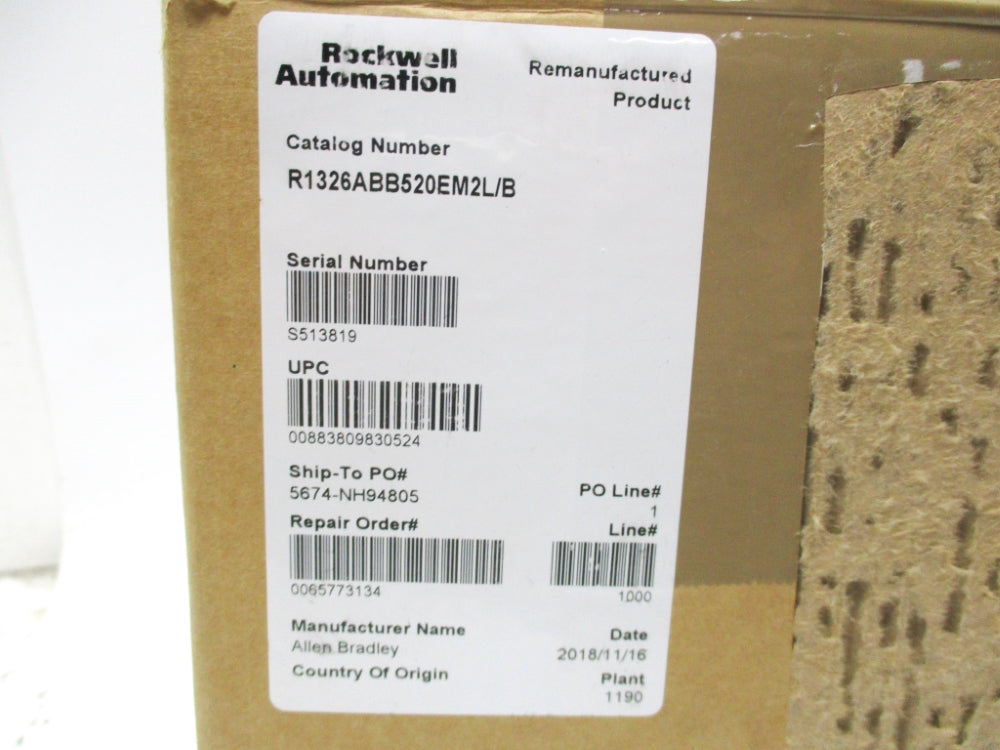 Rockwell
Automation
Remanufactured
Product
Catalog Number
R1326ABB520EM2L/B
Serial Number
S513819
UPC
00883809830524
Ship-To PO#
5674-NH94805
PO Line#
1
Repair Order#
Line#
0065773134
1000
Manufacturer Name
Allen Bradley
Date
2018/11/16
Country Of Origin
Plant
1190